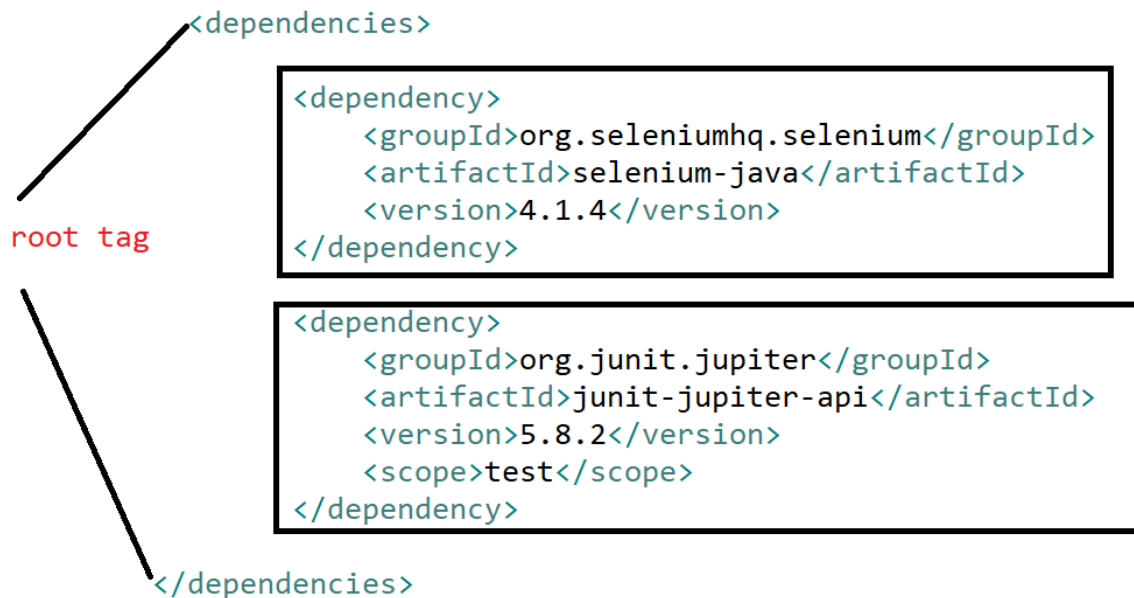 <dependencies>
<dependency>
<groupId>org.seleniumhq.selenium</groupId>
<artifactId>selenium-java</artifactId>
<version>4.1.4</version>
</dependency>
root tag
<dependency>
<groupId>org.junit.jupiter</groupId>
<artifactId>junit-jupiter-api</artifactId>
<version>5.8.2</version>
<scope>test</scope>
</dependency>
</dependencies>